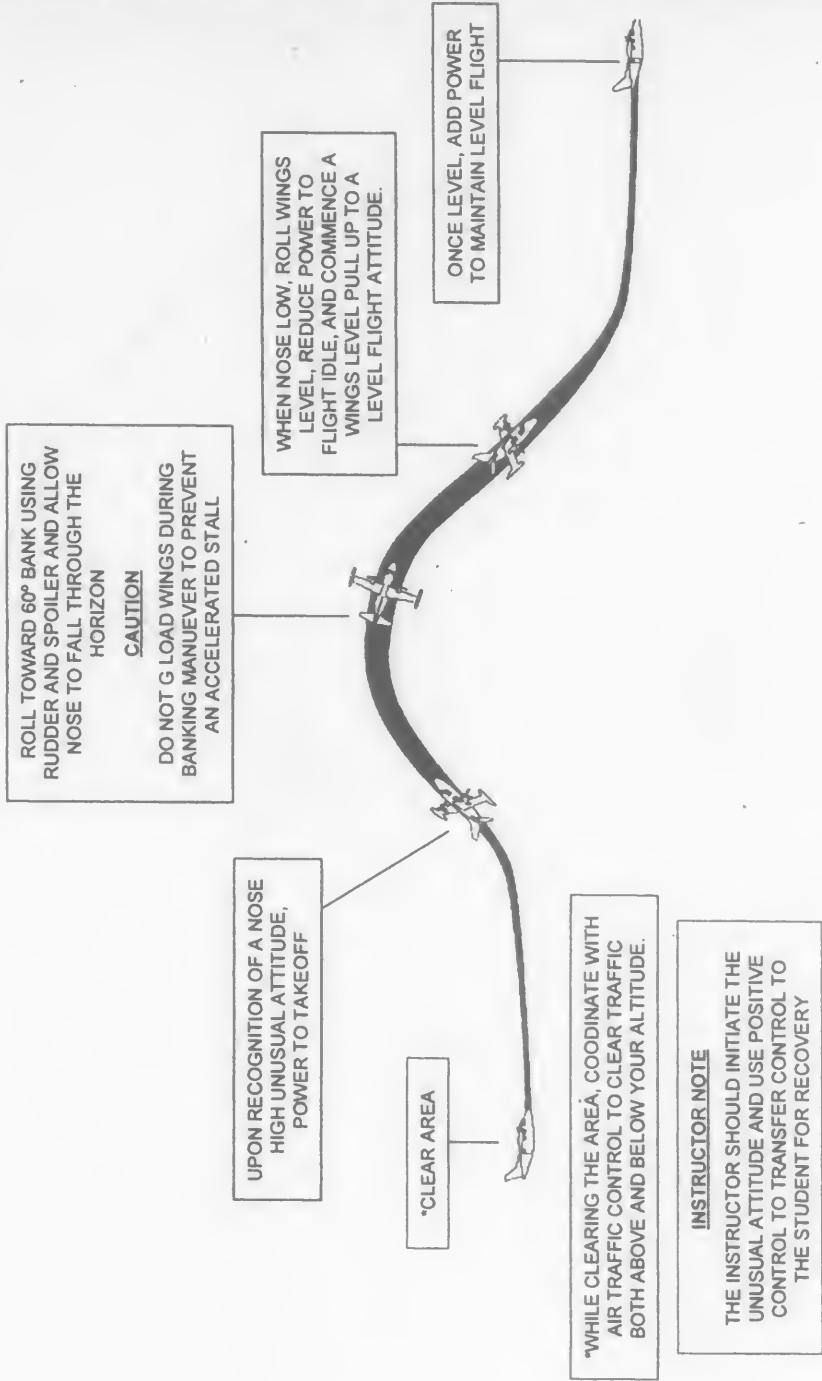 *CLEAR AREA
UPON RECOGNITION OF A NOSE
HIGH UNUSUAL ATTITUDE,
POWER TO TAKEOFF
ROLL TOWARD 60º BANK USING
RUDDER AND SPOILER AND ALLOW
NOSE TO FALL THROUGH THE
HORIZON
CAUTION
DO NOT G LOAD WINGS DURING
BANKING MANUEVER TO PREVENT
AN ACCELERATED STALL
WHEN NOSE LOW, ROLL WINGS
LEVEL, REDUCE POWER TO
FLIGHT IDLE, AND COMMENCE A
WINGS LEVEL PULL UP TO A
LEVEL FLIGHT ATTITUDE.
ONCE LEVEL, ADD POWER
TO MAINTAIN LEVEL FLIGHT
*WHILE CLEARING THE AREA, COODINATE WITH
AIR TRAFFIC CONTROL TO CLEAR TRAFFIC
BOTH ABOVE AND BELOW YOUR ALTITUDE.
INSTRUCTOR NOTE
THE INSTRUCTOR SHOULD INITIATE THE
UNUSUAL ATTITUDE AND USE POSITIVE
CONTROL TO TRANSFER CONTROL TO
THE STUDENT FOR RECOVERY